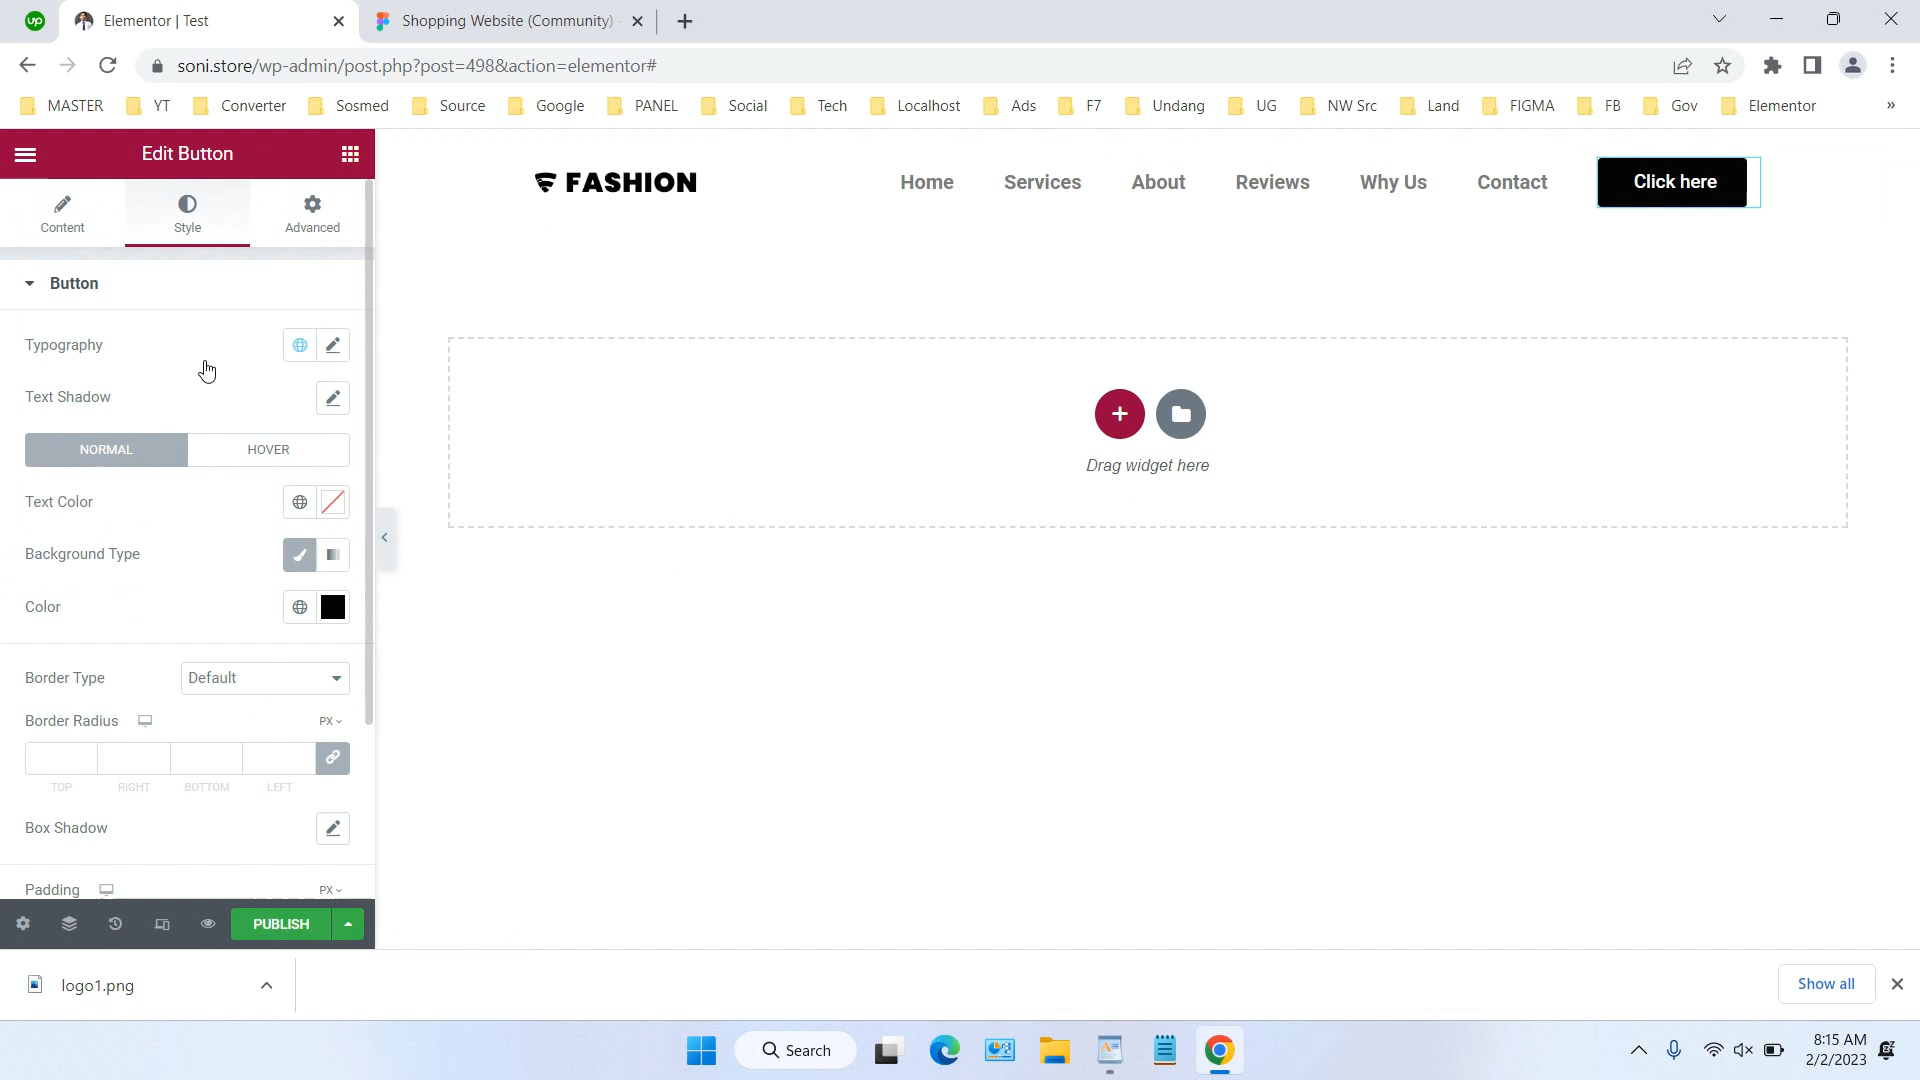 Elementor | Test
Shopping Website (Community)
soni.store/wp-admin/post.php?post=498&action=elementor#
MASTER YT Converter Sosmed Source Google PANEL Social Tech Localhost Ads F7 Undang UG NW Src Land FIGMA FB Gov Elementor »
Edit Button
Content Style Advanced
Button
Typography
Text Shadow
NORMAL HOVER
Text Color
Background Type
Color
Border Type Default
Border Radius PX
TOP RIGHT BOTTOM LEFT
Box Shadow
Padding PX
PUBLISH
FASHION
Home Services About Reviews Why Us Contact Click here
Drag widget here
logo1.png
Show all
Search
8:15 AM
2/2/2023